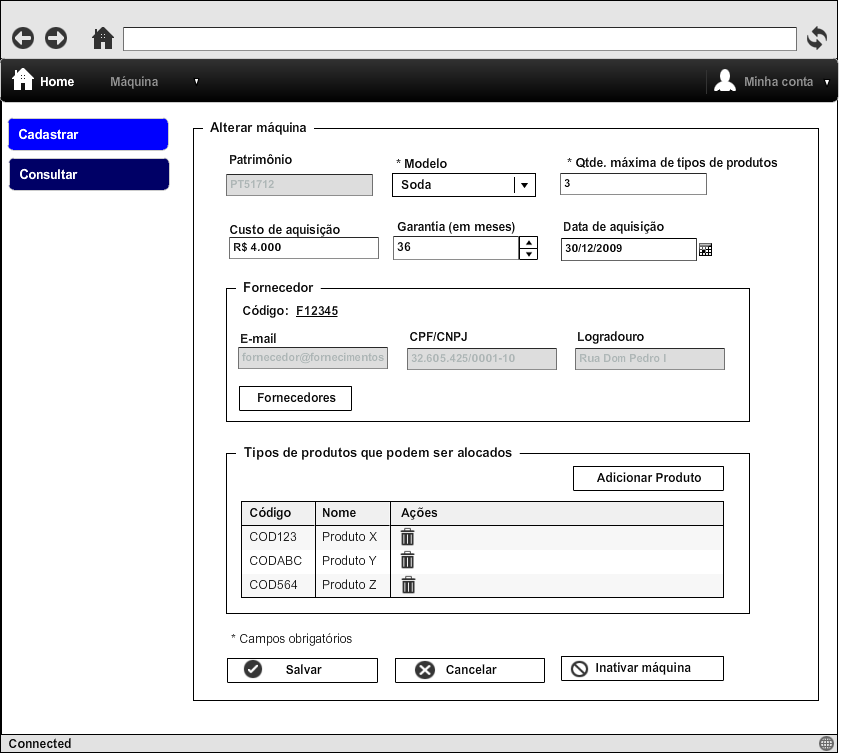 Home Máquina Minha conta
Cadastrar
Consultar
Alterar máquina
Patrimônio * Modelo * Qtde. máxima de tipos de produtos
PT51712 Soda 3
Custo de aquisição Garantia (em meses) Data de aquisição
R$ 4.000 36 30/12/2009
Fornecedor
Código: F12345
E-mail CPF/CNPJ Logradouro
fornecedor@fornecimentos 32.605.425/0001-10 Rua Dom Pedro I
Fornecedores
Tipos de produtos que podem ser alocados
Adicionar Produto
Código Nome Ações
COD123 Produto X
CODABC Produto Y
COD564 Produto Z
* Campos obrigatórios
Salvar Cancelar Inativar máquina
Connected